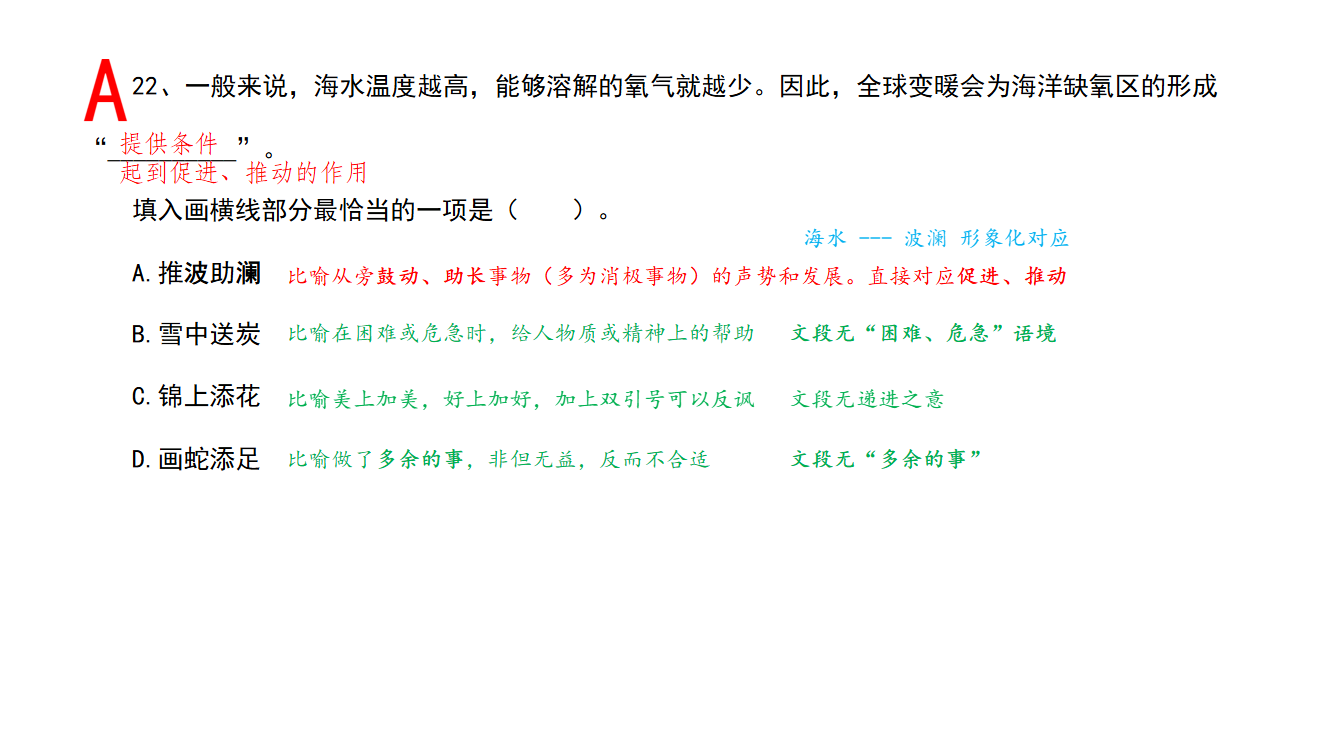 A
22、一般来说，海水温度越高，能够溶解的氧气就越少。因此，全球变暖会为海洋缺氧区的形成
“提供条件”。
起到促进、推动的作用
填入画横线部分最恰当的一项是（　　）。
海水 --- 波澜 形象化对应
A.推波助澜 比喻从旁鼓动、助长事物（多为消极事物）的声势和发展。直接对应促进、推动
B.雪中送炭 比喻在困难或危急时，给人物质或精神上的帮助 文段无“困难、危急”语境
C.锦上添花 比喻美上加美，好上加好，加上双引号可以反讽 文段无递进之意
D.画蛇添足 比喻做了多余的事，非但无益，反而不合适 文段无“多余的事”